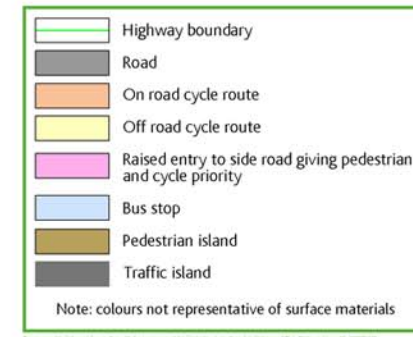 Highway boundary
Road
On road cycle route
Off road cycle route
Raised entry to side road giving pedestrian
and cycle priority
Bus stop
Pedestrian island
Traffic island
Note: colours not representative of surface materials